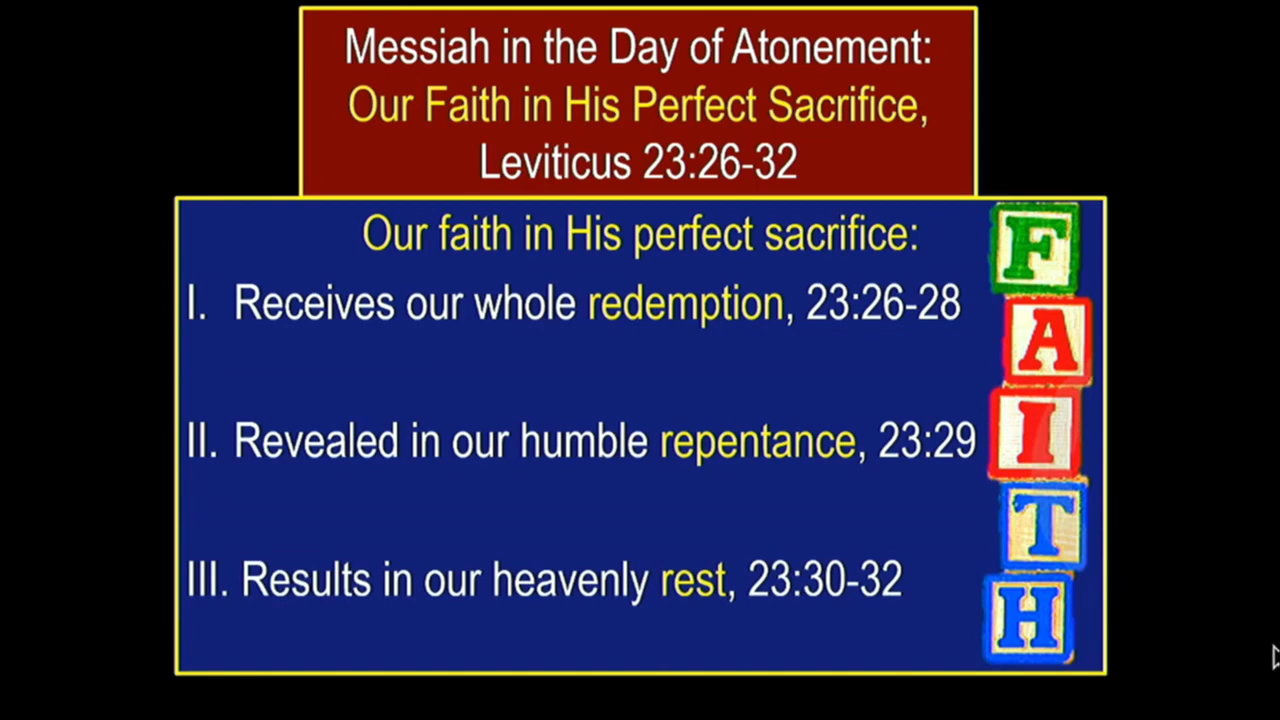 Messiah in the Day of Atonement:
Our Faith in His Perfect Sacrifice,
Leviticus 23:26-32
Our faith in His perfect sacrifice:
I. Receives our whole redemption, 23:26-28
II. Revealed in our humble repentance, 23:29
III. Results in our heavenly rest, 23:30-32
F
A
I
T
H